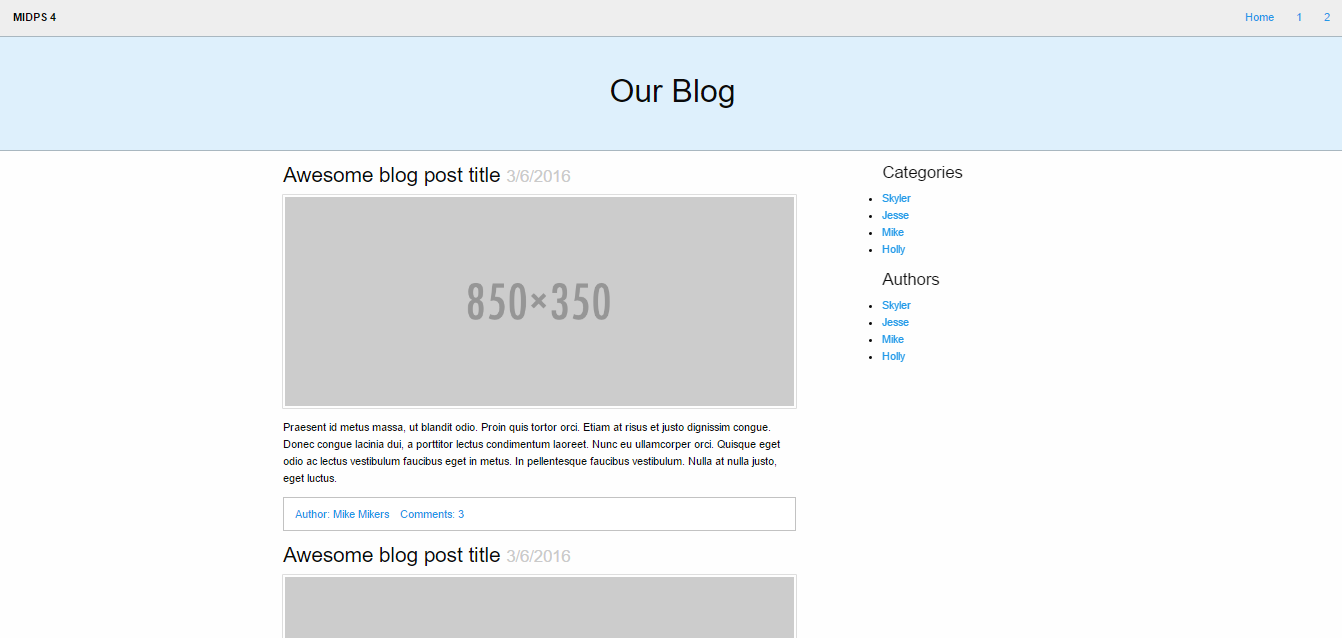 MIDPS 4
Home 1 2
Our Blog
Awesome blog post title 3/6/2016
850×350
Praesent id metus massa, ut blandit odio. Proin quis tortor orci. Etiam at risus et justo dignissim congue.
Donec congue lacinia dui, a porttitor lectus condimentum laoreet. Nunc eu ullamcorper orci. Quisque eget
odio ac lectus vestibulum faucibus eget in metus. In pellentesque faucibus vestibulum. Nulla at nulla justo,
eget luctus.
Author: Mike Mikers Comments: 3
Awesome blog post title 3/6/2016
Categories
Skyler
Jesse
Mike
Holly
Authors
Skyler
Jesse
Mike
Holly